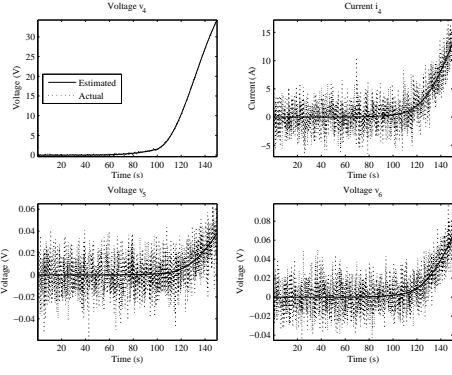 Voltage v4
Voltage (V)
30
25
20
15
10
5
0
Estimated
Actual
20 40 60 80 100 120 140
Time (s)
Current i4
Current (A)
15
10
5
0
−5
20 40 60 80 100 120 140
Time (s)
Voltage v5
Voltage (V)
0.06
0.04
0.02
0
−0.02
−0.04
20 40 60 80 100 120 140
Time (s)
Voltage v6
Voltage (V)
0.08
0.06
0.04
0.02
0
−0.02
−0.04
20 40 60 80 100 120 140
Time (s)